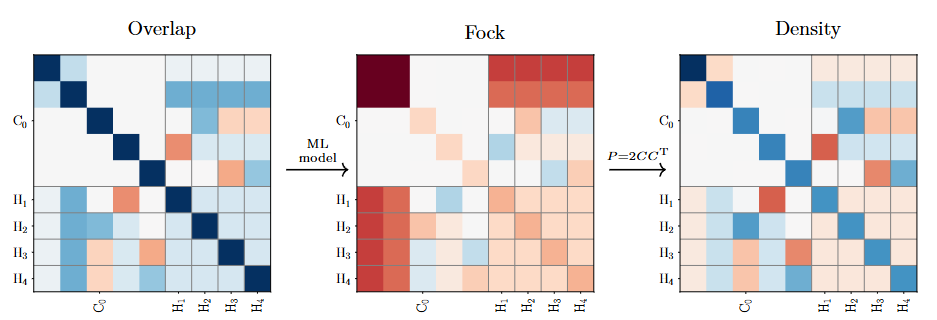 Overlap
Fock
Density
C₀
H₁
H₂
H₃
H₄
C₀
H₁
H₂
H₃
H₄
ML
model
C₀
H₁
H₂
H₃
H₄
C₀
H₁
H₂
H₃
H₄
P=2CCᵀ
C₀
H₁
H₂
H₃
H₄
C₀
H₁
H₂
H₃
H₄